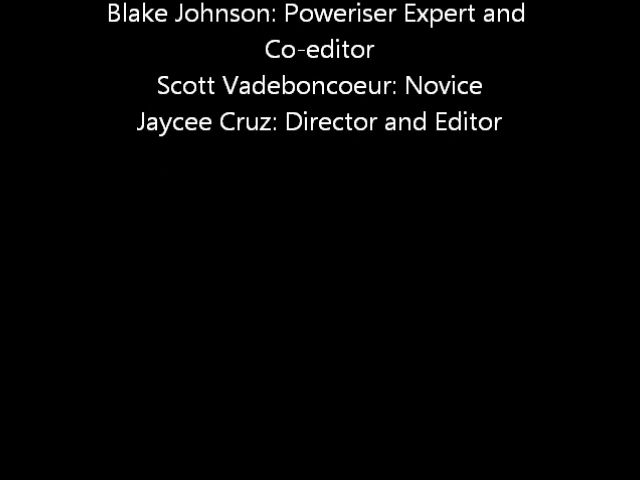 Blake Johnson: Poweriser Expert and
Co-editor
Scott Vadeboncoeur: Novice
Jaycee Cruz: Director and Editor